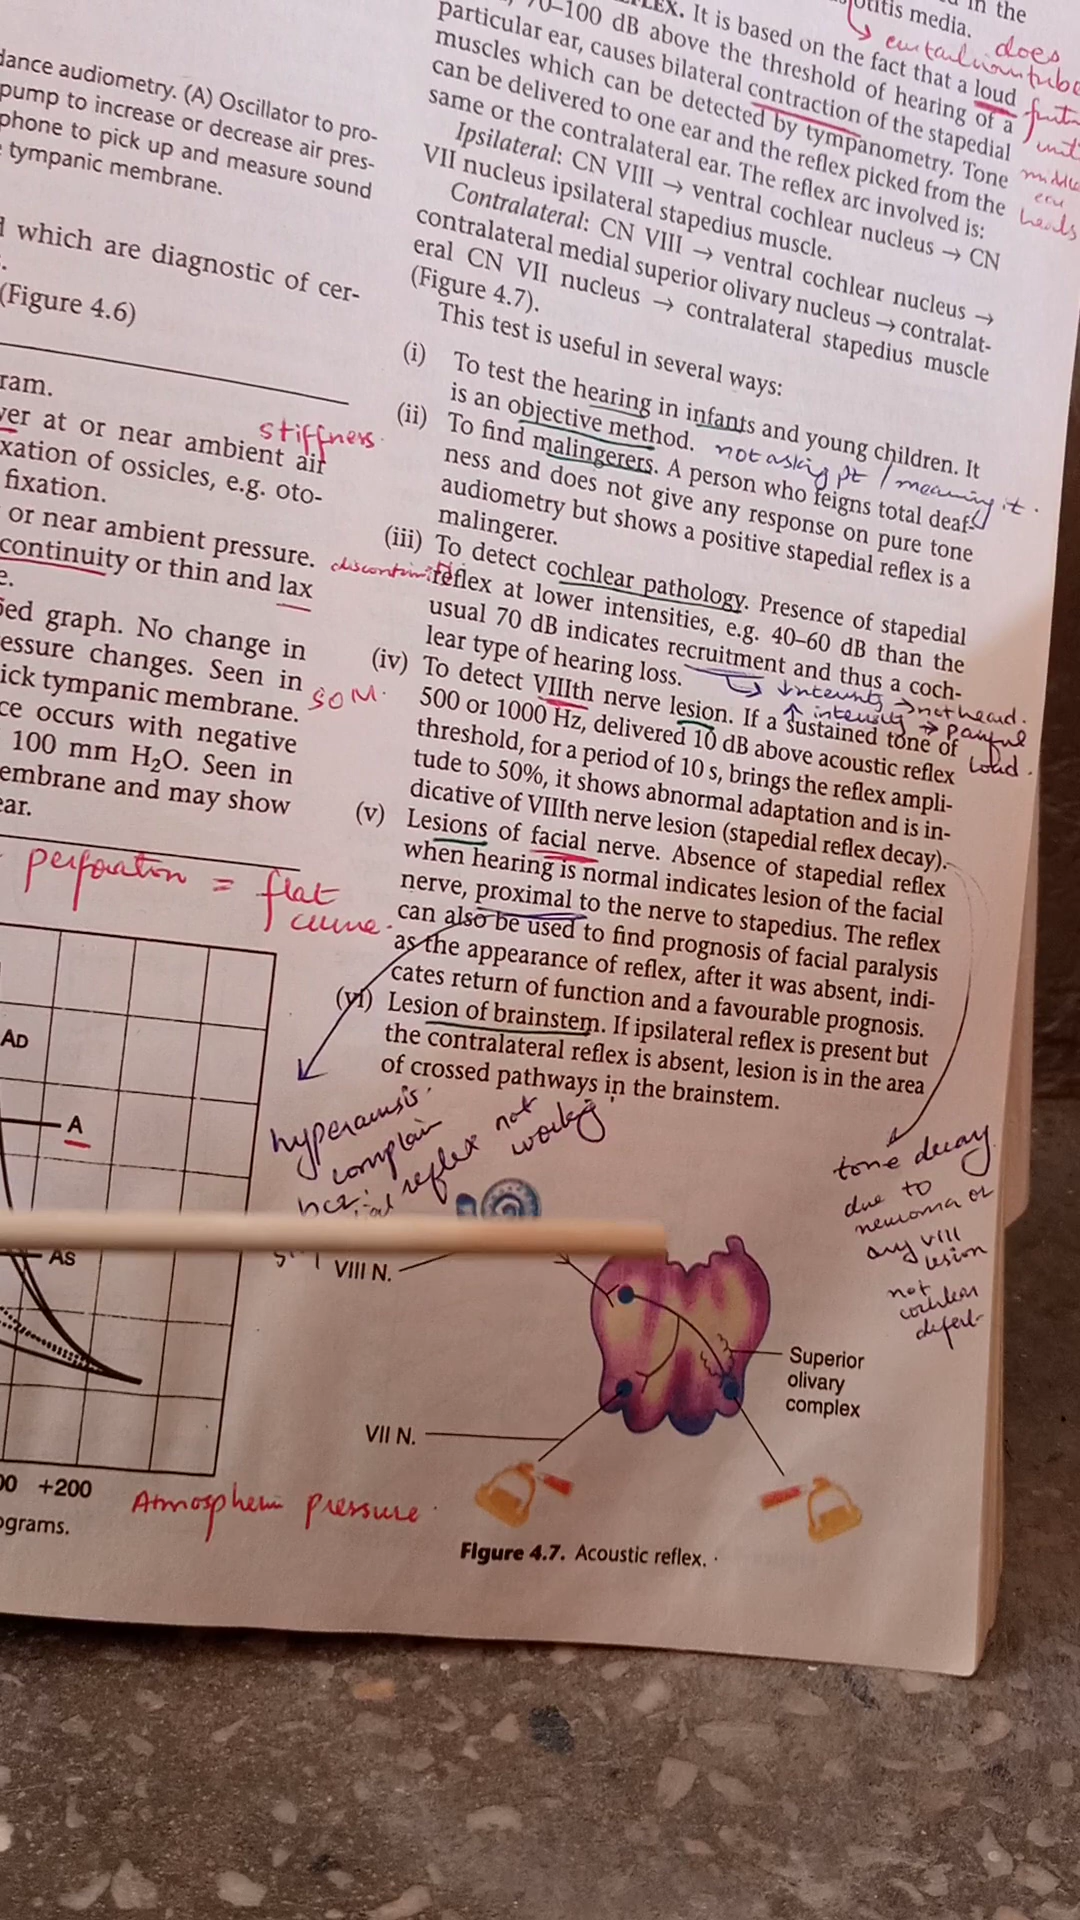 dance audiometry. (A) Oscillator to pro-
pump to increase or decrease air pres-
phone to pick up and measure sound
tympanic membrane.
which are diagnostic of cer-
(Figure 4.6)
ram.
ver at or near ambient air
stiffness.
xation of ossicles, e.g. oto-
fixation.
or near ambient pressure.
continuity or thin and lax
discontinuity
e.
sed graph. No change in
essure changes. Seen in
ick tympanic membrane.
SOM.
ce occurs with negative
100 mm H₂O. Seen in
embrane and may show
ear.
perforation = flat
curve.
AD
A
As
00 +200
Atmospheric pressure
ograms.
in the
otitis media.
does
70–100 dB above the threshold of hearing of a
REFLEX. It is based on the fact that a loud
particular ear, causes bilateral contraction of the stapedial
muscles which can be detected by tympanometry. Tone
can be delivered to one ear and the reflex picked from the
same or the contralateral ear. The reflex arc involved is:
middle
ear
heals
Ipsilateral: CN VIII → ventral cochlear nucleus → CN
VII nucleus ipsilateral stapedius muscle.
Contralateral: CN VIII → ventral cochlear nucleus →
contralateral medial superior olivary nucleus → contralat-
eral CN VII nucleus → contralateral stapedius muscle
(Figure 4.7).
This test is useful in several ways:
(i) To test the hearing in infants and young children. It
is an objective method.
not asking pt / meaning it.
(ii) To find malingerers. A person who feigns total deaf-
ness and does not give any response on pure tone
audiometry but shows a positive stapedial reflex is a
malingerer.
(iii) To detect cochlear pathology. Presence of stapedial
reflex at lower intensities, e.g. 40–60 dB than the
usual 70 dB indicates recruitment and thus a coch-
lear type of hearing loss.
↓ intensity → not heard.
↑ intensity → painful
loud.
(iv) To detect VIIIth nerve lesion. If a sustained tone of
500 or 1000 Hz, delivered 10 dB above acoustic reflex
threshold, for a period of 10 s, brings the reflex ampli-
tude to 50%, it shows abnormal adaptation and is in-
dicative of VIIIth nerve lesion (stapedial reflex decay).
(v) Lesions of facial nerve. Absence of stapedial reflex
when hearing is normal indicates lesion of the facial
nerve, proximal to the nerve to stapedius. The reflex
can also be used to find prognosis of facial paralysis
as the appearance of reflex, after it was absent, indi-
cates return of function and a favourable prognosis.
(vi) Lesion of brainstem. If ipsilateral reflex is present but
the contralateral reflex is absent, lesion is in the area
of crossed pathways in the brainstem.
hyperacusis.
complain
reflex not
working
tone decay
due to
neuroma or
any VIII
lesion
not
cochlear
defect
VIII N.
Superior
olivary
complex
VII N.
Figure 4.7. Acoustic reflex.